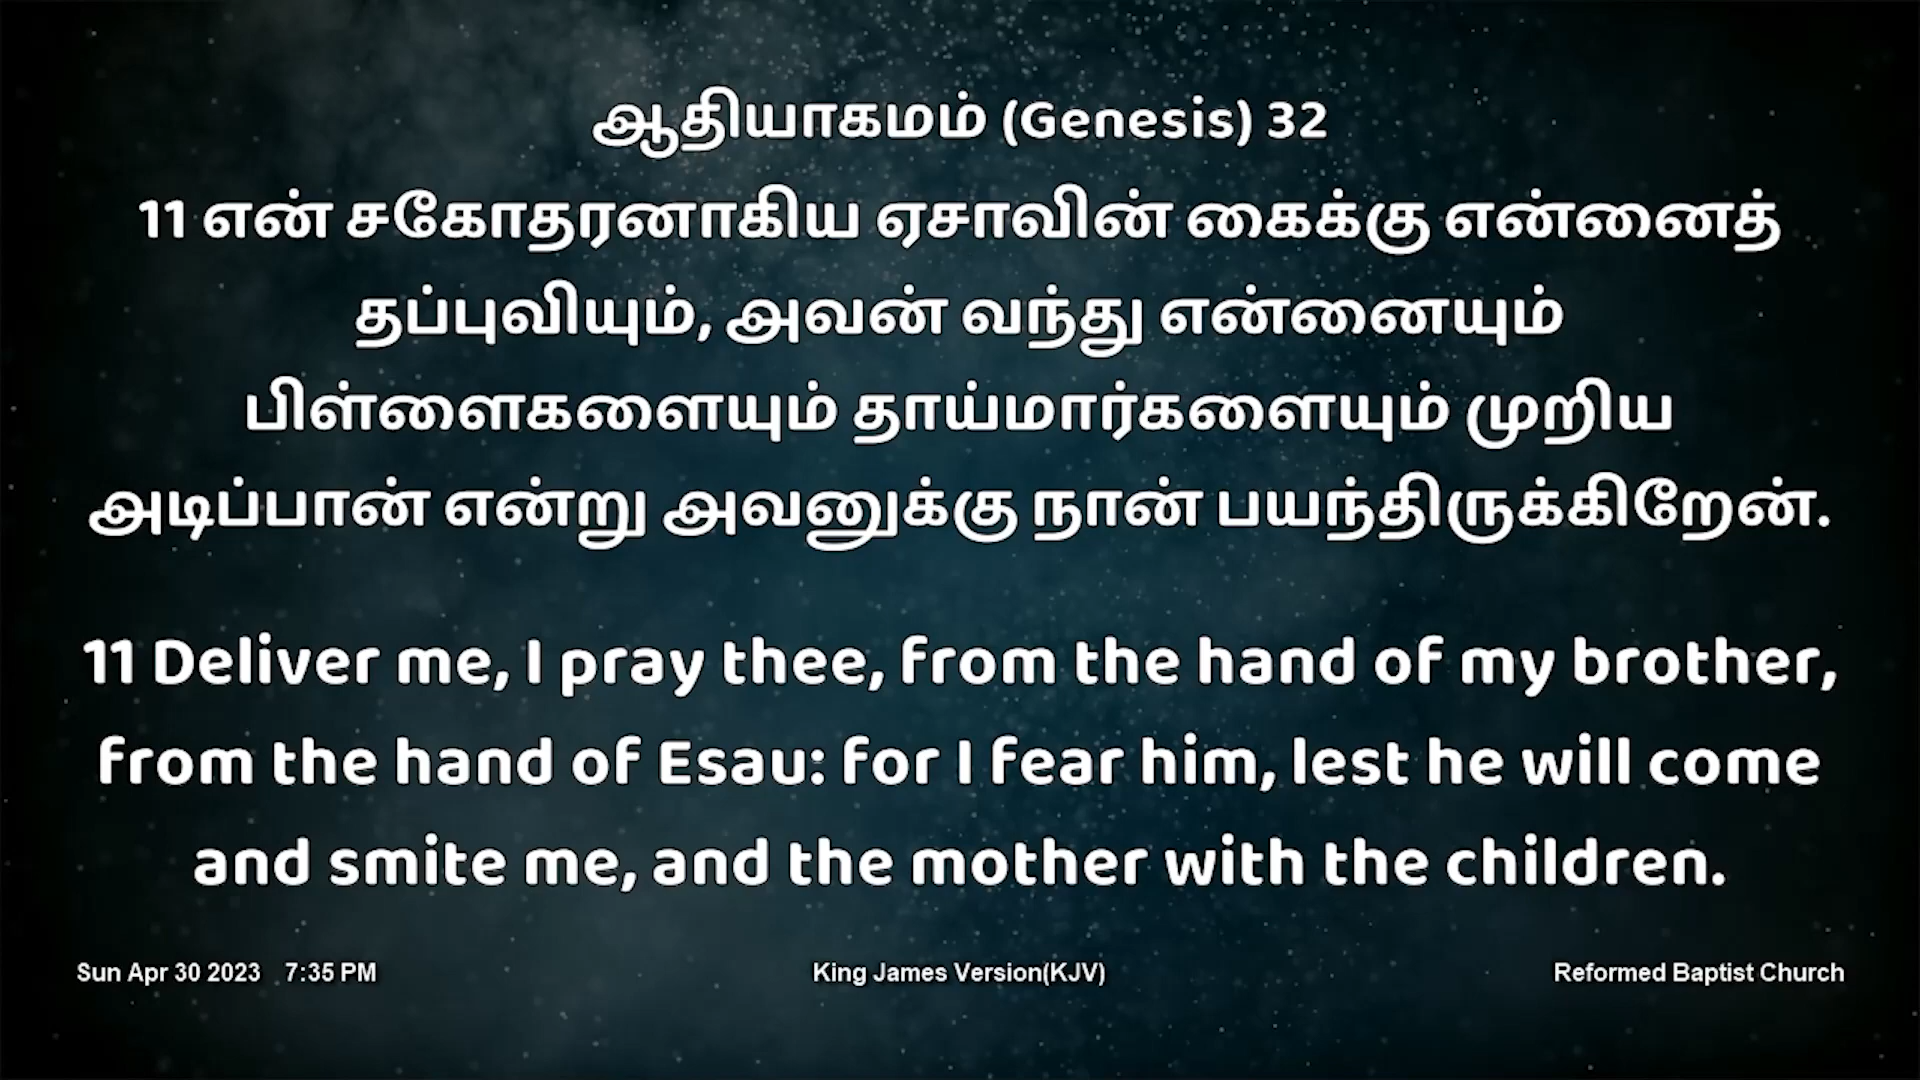 ஆதியாகமம் (Genesis) 32
11 என் சகோதரனாகிய ஏசாவின் கைக்கு என்னைத்
தப்புவியும், அவன் வந்து என்னையும்
பிள்ளைகளையும் தாய்மார்களையும் முறிய
அடிப்பான் என்று அவனுக்கு நான் பயந்திருக்கிறேன்.
11 Deliver me, I pray thee, from the hand of my brother,
from the hand of Esau: for I fear him, lest he will come
and smite me, and the mother with the children.
Sun Apr 30 2023 7:35 PM King James Version(KJV) Reformed Baptist Church